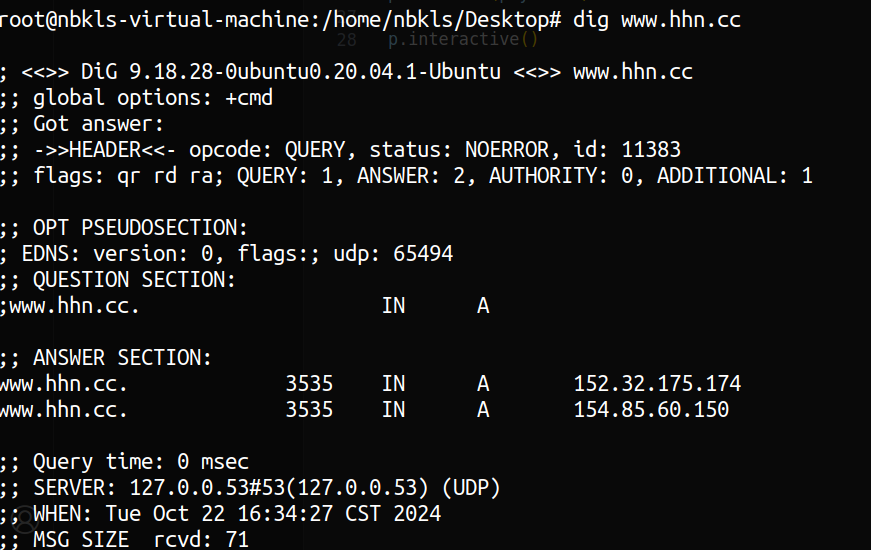 root@nbkls-virtual-machine:/home/nbkls/Desktop# dig www.hhn.cc
28 p.interactive()
; <<>> DiG 9.18.28-0ubuntu0.20.04.1-Ubuntu <<>> www.hhn.cc
;; global options: +cmd
;; Got answer:
;; ->>HEADER<<- opcode: QUERY, status: NOERROR, id: 11383
;; flags: qr rd ra; QUERY: 1, ANSWER: 2, AUTHORITY: 0, ADDITIONAL: 1
;; OPT PSEUDOSECTION:
; EDNS: version: 0, flags:; udp: 65494
;; QUESTION SECTION:
;www.hhn.cc. IN A
;; ANSWER SECTION:
www.hhn.cc. 3535 IN A 152.32.175.174
www.hhn.cc. 3535 IN A 154.85.60.150
;; Query time: 0 msec
;; SERVER: 127.0.0.53#53(127.0.0.53) (UDP)
;; WHEN: Tue Oct 22 16:34:27 CST 2024
;; MSG SIZE rcvd: 71